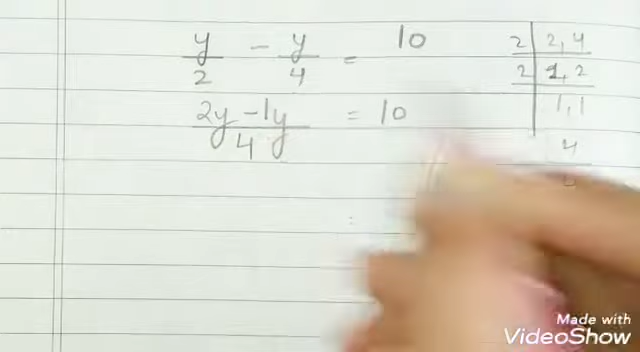 y/2 - y/4 = 10
2y - 1y / 4 = 10
2 | 2, 4
2 | 1, 2
1, 1
4
Made with
VideoShow